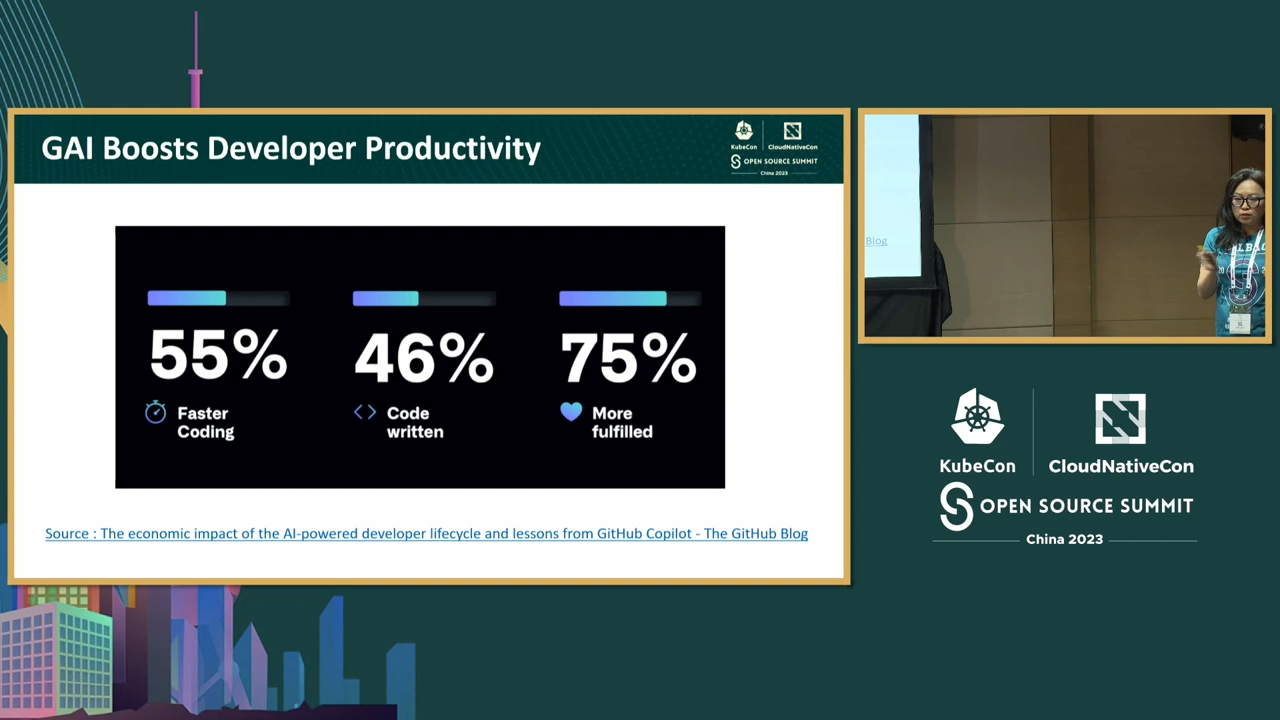 GAI Boosts Developer Productivity
KubeCon
CloudNativeCon
OPEN SOURCE SUMMIT
China 2023
55%
Faster
Coding
46%
Code
written
75%
More
fulfilled
Source : The economic impact of the AI-powered developer lifecycle and lessons from GitHub Copilot - The GitHub Blog
Blog
KubeCon
CloudNativeCon
OPEN SOURCE SUMMIT
China 2023